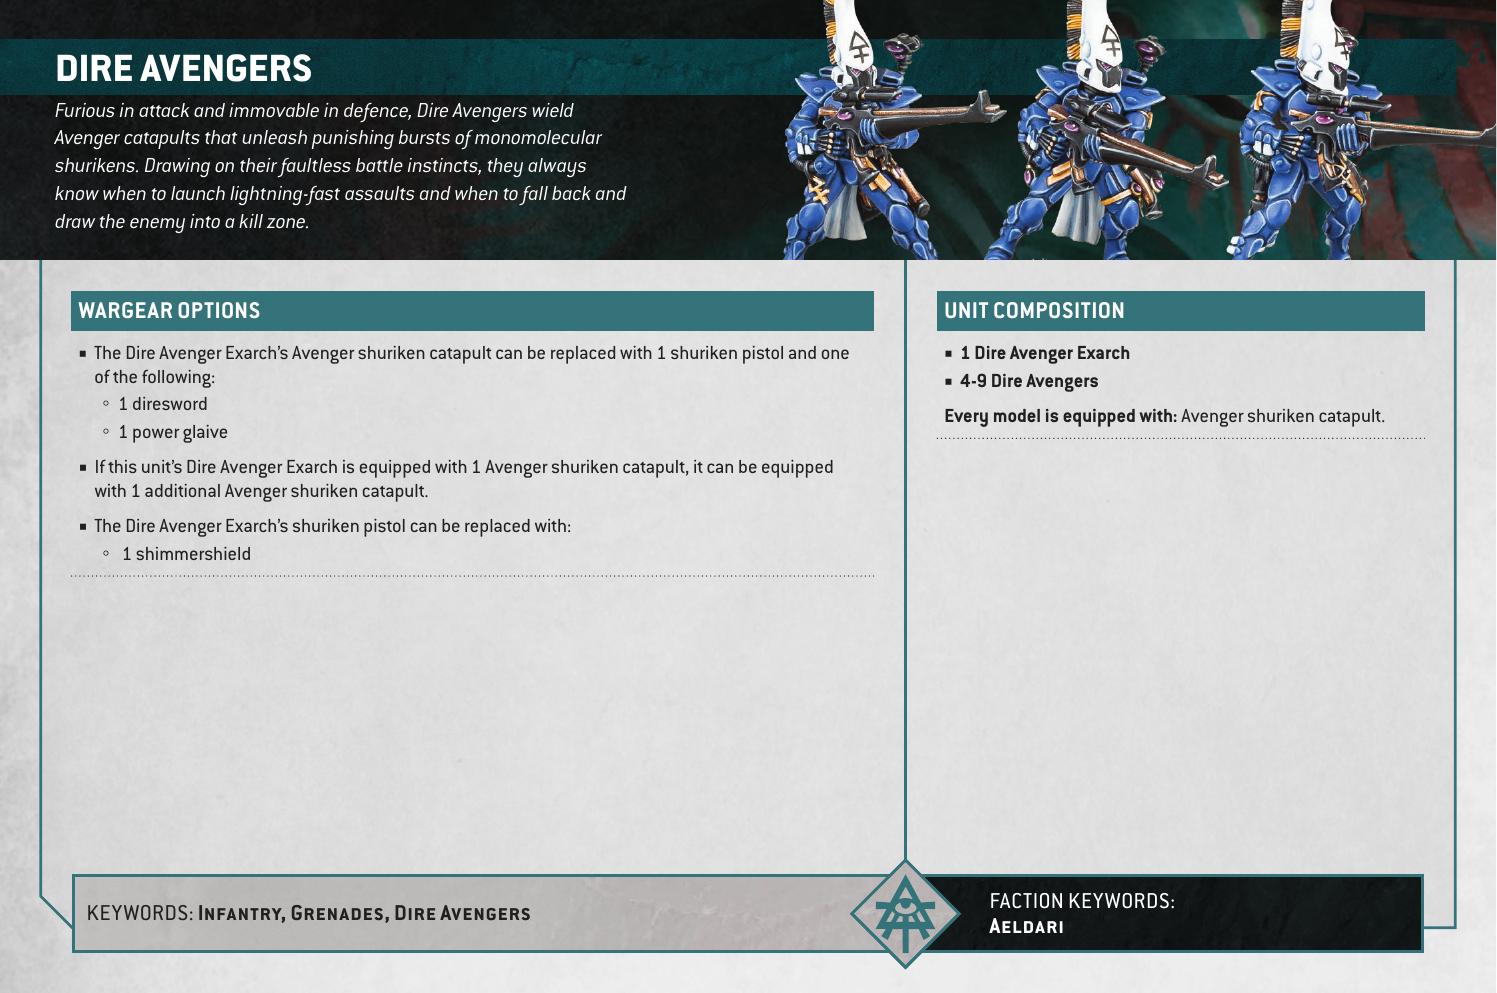 DIRE AVENGERS
Furious in attack and immovable in defence, Dire Avengers wield
Avenger catapults that unleash punishing bursts of monomolecular
shurikens. Drawing on their faultless battle instincts, they always
know when to launch lightning-fast assaults and when to fall back and
draw the enemy into a kill zone.
WARGEAR OPTIONS
▪ The Dire Avenger Exarch’s Avenger shuriken catapult can be replaced with 1 shuriken pistol and one
of the following:
◦ 1 diresword
◦ 1 power glaive
▪ If this unit’s Dire Avenger Exarch is equipped with 1 Avenger shuriken catapult, it can be equipped
with 1 additional Avenger shuriken catapult.
▪ The Dire Avenger Exarch’s shuriken pistol can be replaced with:
◦ 1 shimmershield
UNIT COMPOSITION
▪ 1 Dire Avenger Exarch
▪ 4-9 Dire Avengers
Every model is equipped with: Avenger shuriken catapult.
KEYWORDS: Infantry, Grenades, Dire Avengers
FACTION KEYWORDS:
Aeldari